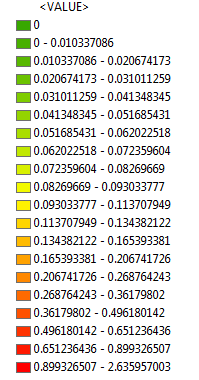 <VALUE>
0
0 - 0.010337086
0.010337086 - 0.020674173
0.020674173 - 0.031011259
0.031011259 - 0.041348345
0.041348345 - 0.051685431
0.051685431 - 0.062022518
0.062022518 - 0.072359604
0.072359604 - 0.08269669
0.08269669 - 0.093033777
0.093033777 - 0.113707949
0.113707949 - 0.134382122
0.134382122 - 0.165393381
0.165393381 - 0.206741726
0.206741726 - 0.268764243
0.268764243 - 0.36179802
0.36179802 - 0.496180142
0.496180142 - 0.651236436
0.651236436 - 0.899326507
0.899326507 - 2.635957003